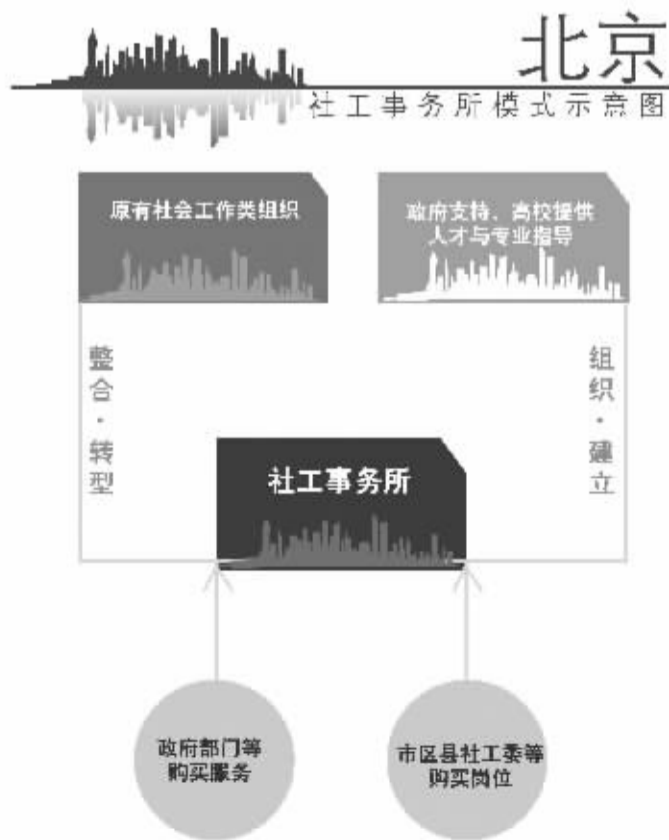 北京
社工事务所模式示意图
原有社会工作类组织
政府支持、高校提供
人才与专业指导
整合·转型
组织·建立
社工事务所
政府部门等
购买服务
市区县社工委等
购买岗位